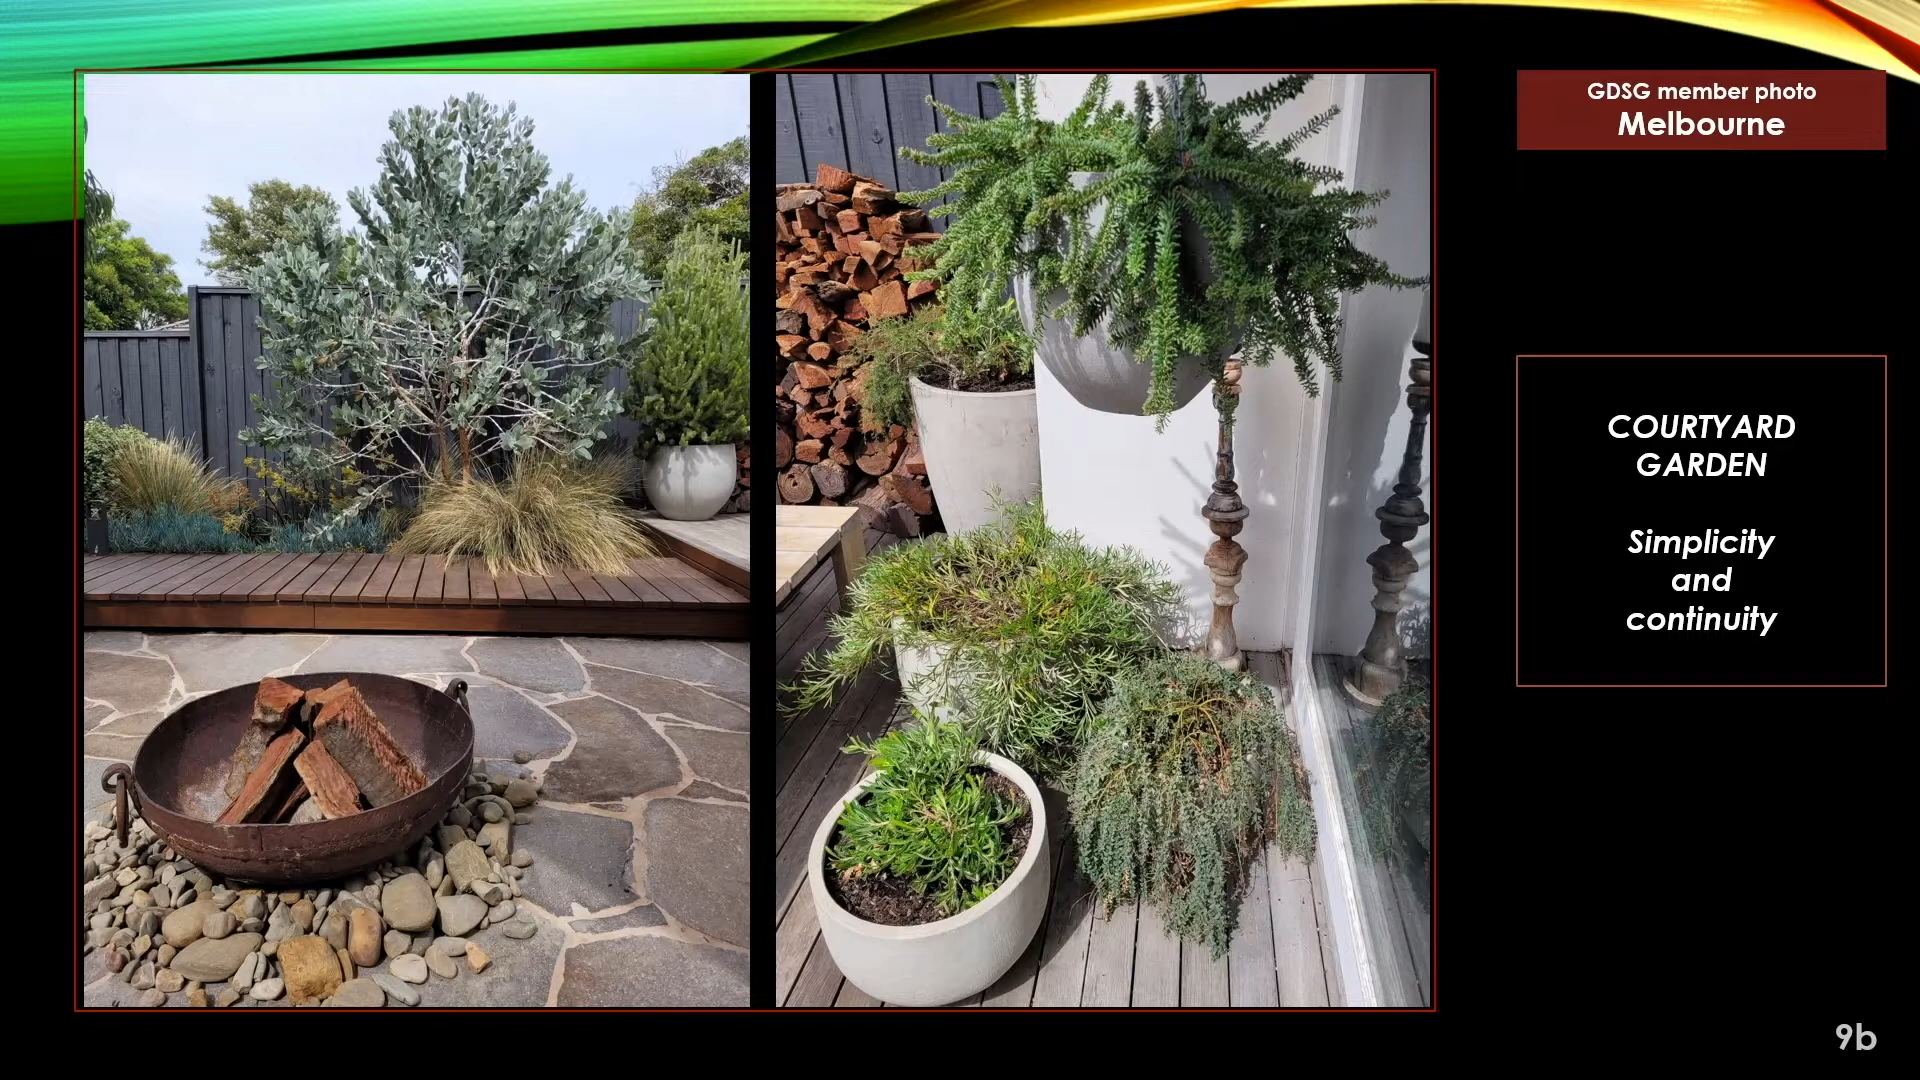 GDSG member photo
Melbourne
COURTYARD
GARDEN
Simplicity
and
continuity
9b